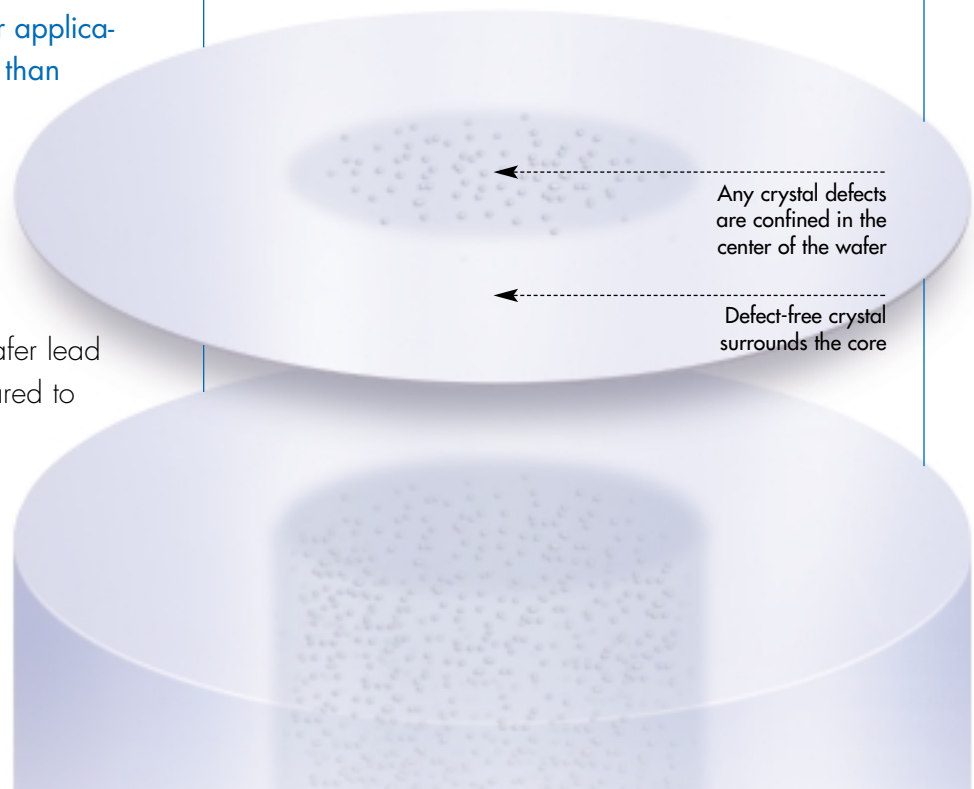 r applica-
than
afer lead
red to
Any crystal defects
are confined in the
center of the wafer
Defect-free crystal
surrounds the core